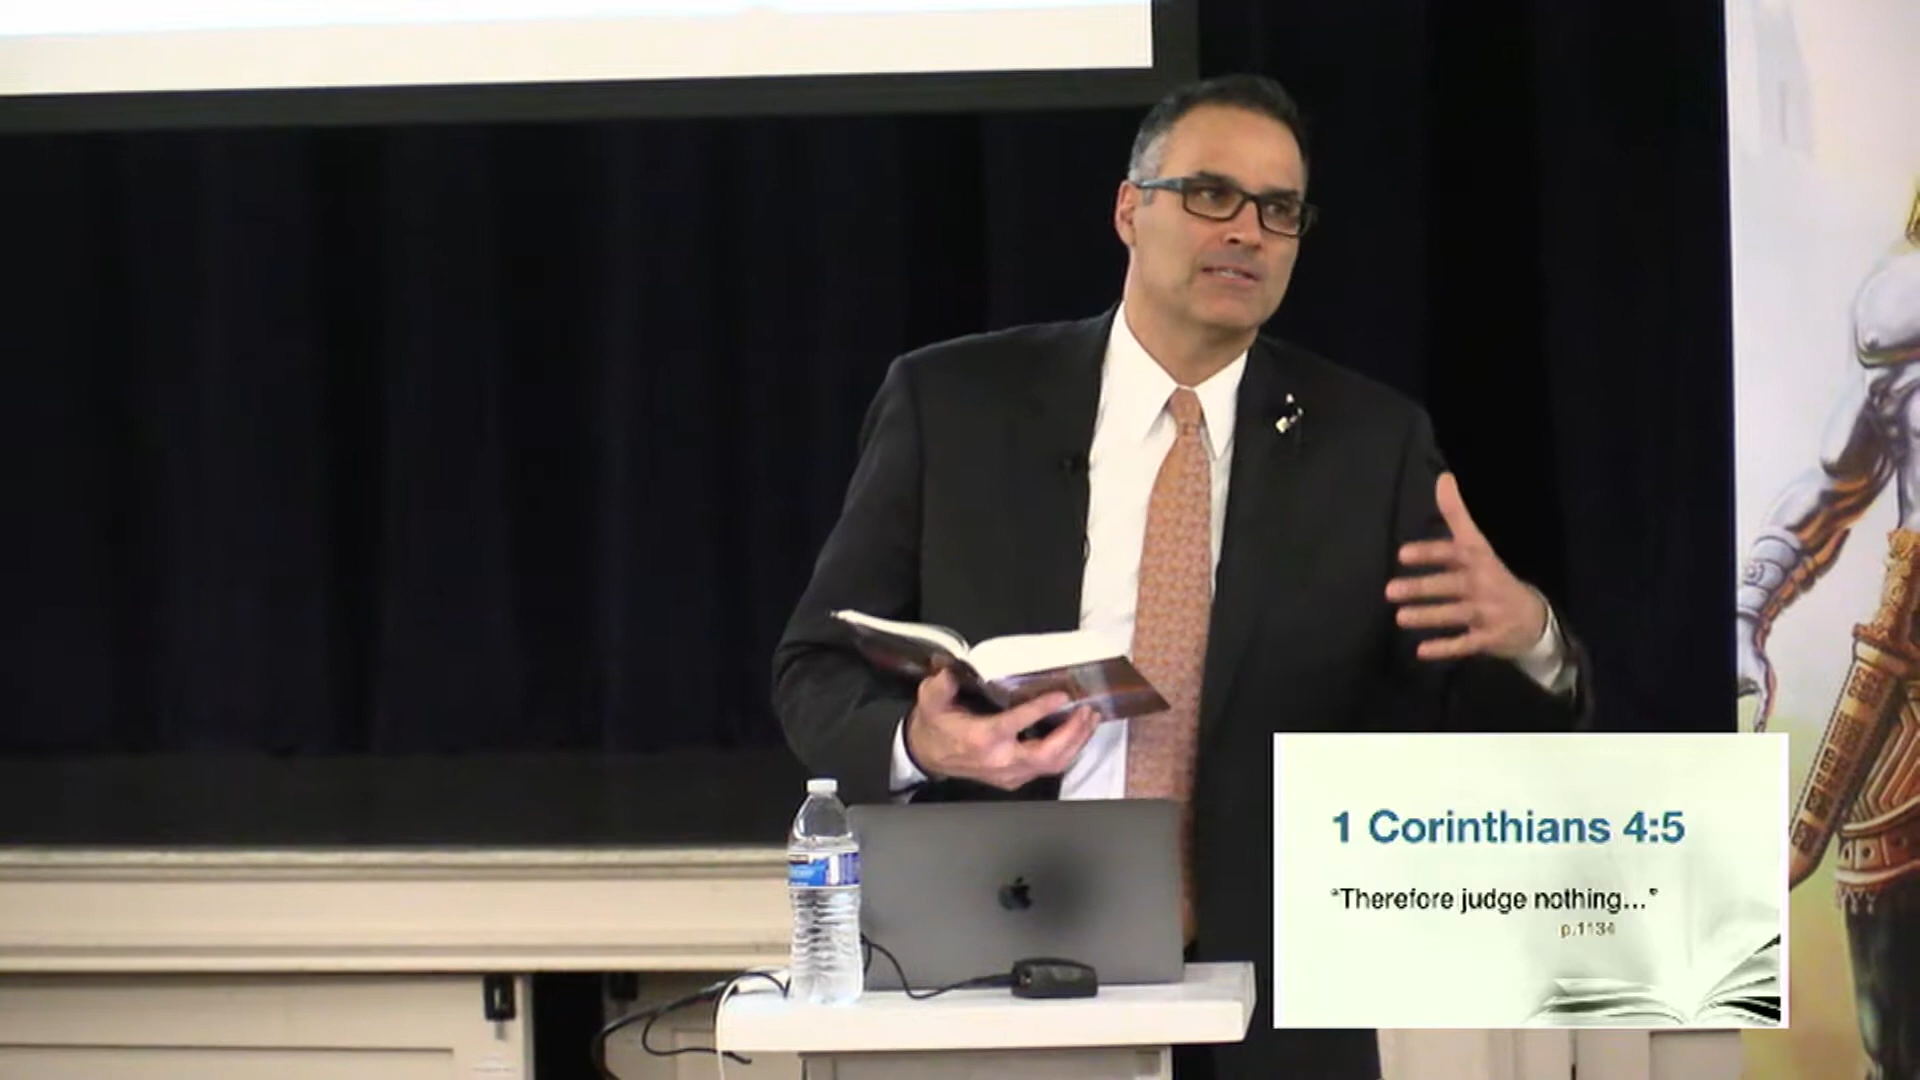 1 Corinthians 4:5
“Therefore judge nothing...”
p.1134